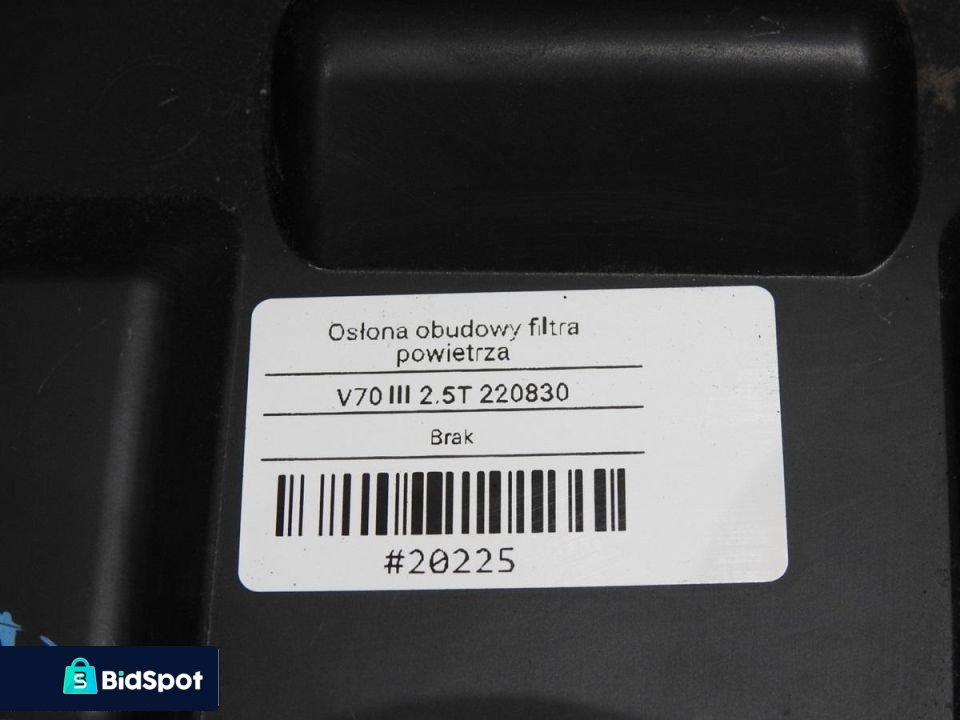 Osłona obudowy filtra
powietrza
V70 III 2.5T 220830
Brak
#20225
BidSpot